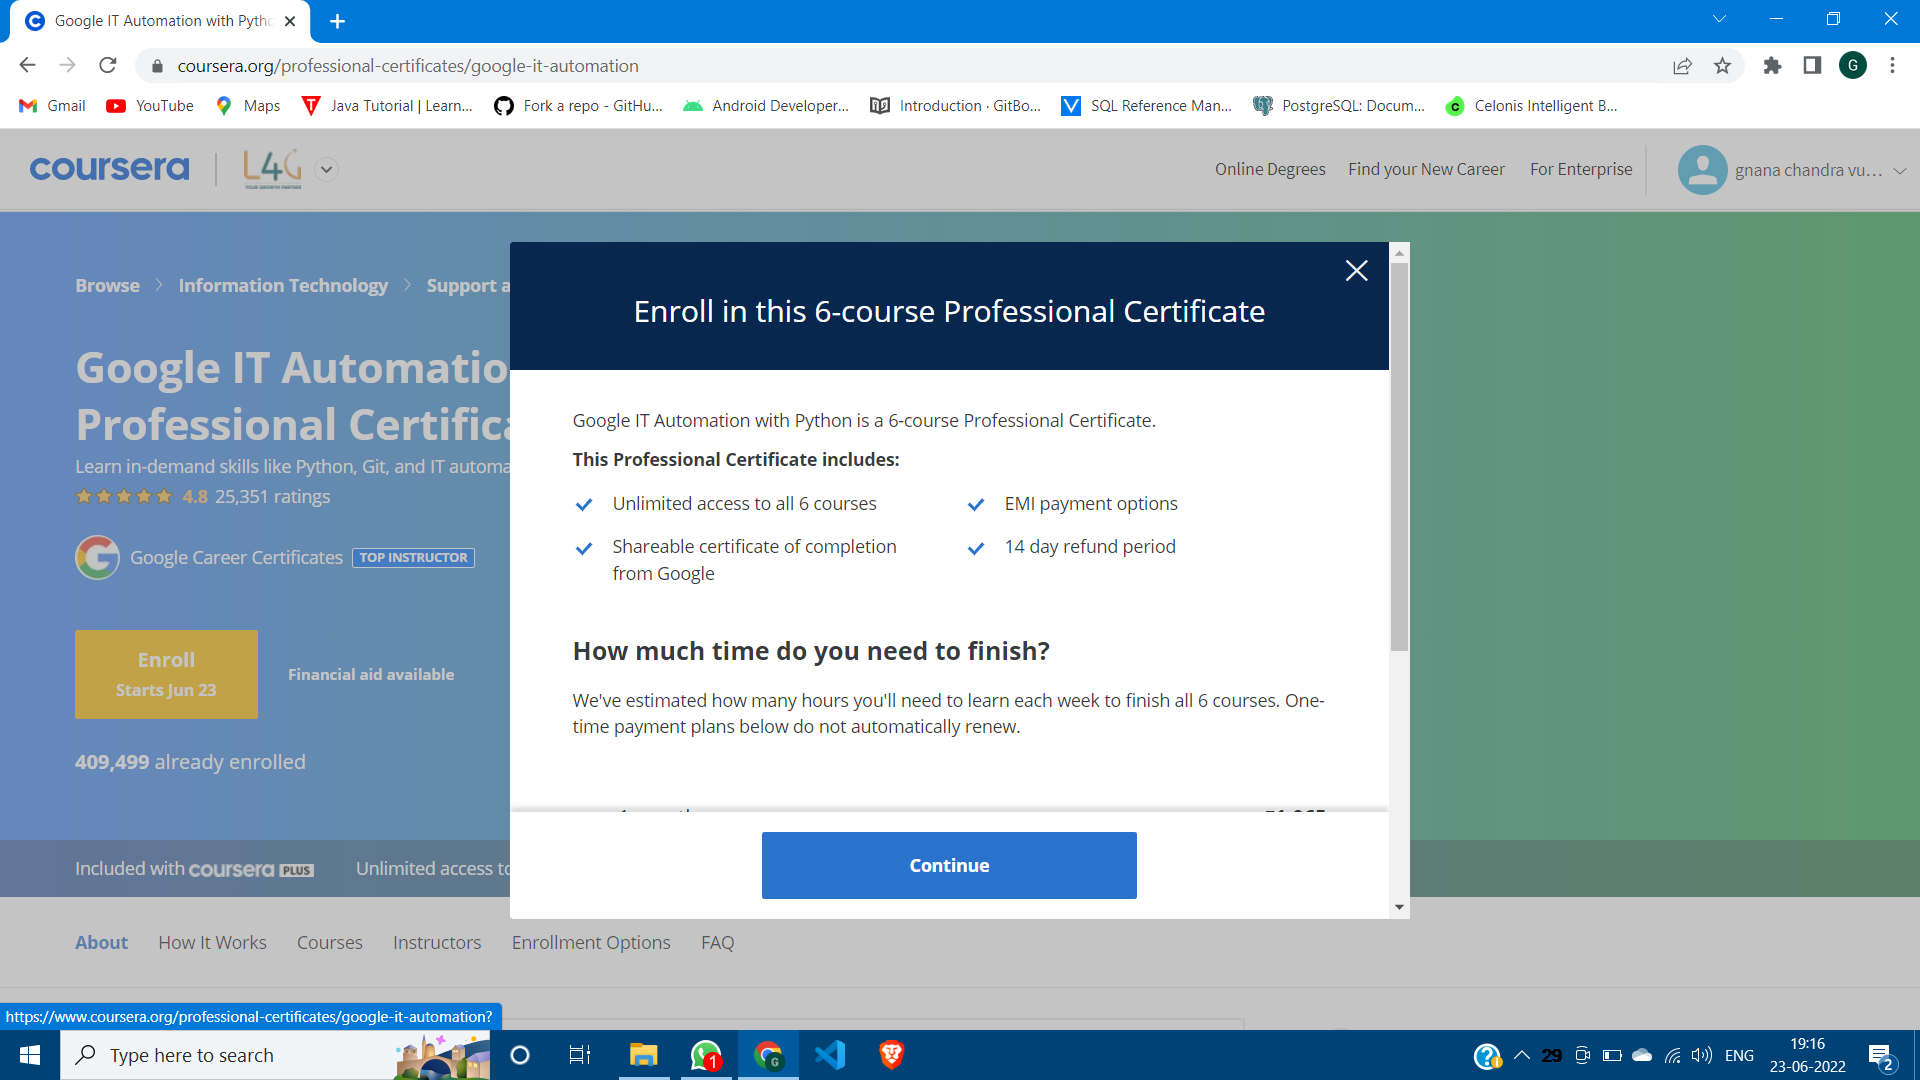 Google IT Automation with Pytho
coursera.org/professional-certificates/google-it-automation
G
Gmail
YouTube
Maps
Java Tutorial | Learn...
Fork a repo - GitHu...
Android Developer...
Introduction · GitBo...
SQL Reference Man...
PostgreSQL: Docum...
Celonis Intelligent B...
coursera
L4G
YOUR GROWTH PARTNER
Online Degrees
Find your New Career
For Enterprise
gnana chandra vu...
Browse
Information Technology
Support a
Google IT Automatio
Professional Certifica
Learn in-demand skills like Python, Git, and IT automa
4.8 25,351 ratings
Google Career Certificates TOP INSTRUCTOR
Enroll
Starts Jun 23
Financial aid available
409,499 already enrolled
Included with coursera PLUS
Unlimited access to
Enroll in this 6-course Professional Certificate
Google IT Automation with Python is a 6-course Professional Certificate.
This Professional Certificate includes:
Unlimited access to all 6 courses
EMI payment options
Shareable certificate of completion
from Google
14 day refund period
How much time do you need to finish?
We've estimated how many hours you'll need to learn each week to finish all 6 courses. One-
time payment plans below do not automatically renew.
Continue
About
How It Works
Courses
Instructors
Enrollment Options
FAQ
https://www.coursera.org/professional-certificates/google-it-automation?
Type here to search
1
G
29
ENG
19:16
23-06-2022
2